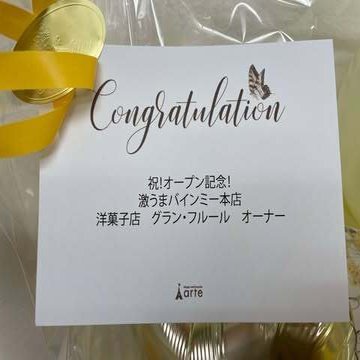 Congratulation
祝!オープン記念!
激うまバインミー本店
洋菓子店 グラン・フルール オーナー
arte